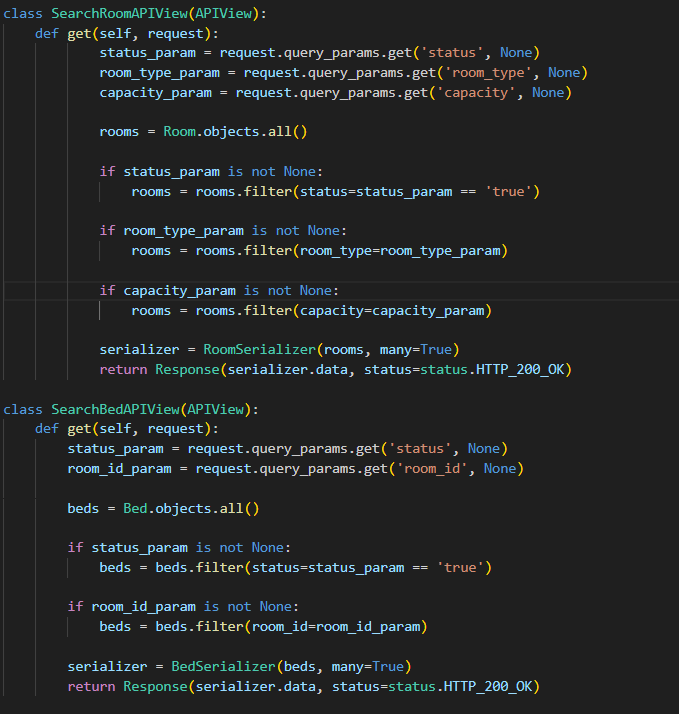 class SearchRoomAPIView(APIView):
    def get(self, request):
            status_param = request.query_params.get('status', None)
            room_type_param = request.query_params.get('room_type', None)
            capacity_param = request.query_params.get('capacity', None)

            rooms = Room.objects.all()

            if status_param is not None:
                rooms = rooms.filter(status=status_param == 'true')

            if room_type_param is not None:
                rooms = rooms.filter(room_type=room_type_param)

            if capacity_param is not None:
                rooms = rooms.filter(capacity=capacity_param)

            serializer = RoomSerializer(rooms, many=True)
            return Response(serializer.data, status=status.HTTP_200_OK)

class SearchBedAPIView(APIView):
    def get(self, request):
        status_param = request.query_params.get('status', None)
        room_id_param = request.query_params.get('room_id', None)

        beds = Bed.objects.all()

        if status_param is not None:
            beds = beds.filter(status=status_param == 'true')

        if room_id_param is not None:
            beds = beds.filter(room_id=room_id_param)

        serializer = BedSerializer(beds, many=True)
        return Response(serializer.data, status=status.HTTP_200_OK)